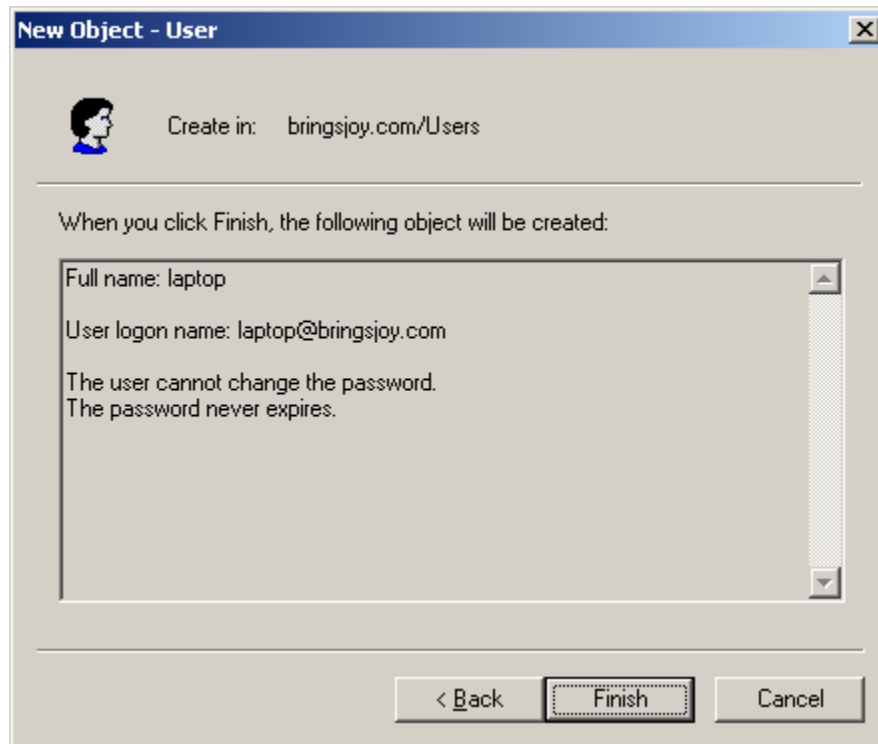 New Object - User
Create in: bringsjoy.com/Users
When you click Finish, the following object will be created:
Full name: laptop
User logon name: laptop@bringsjoy.com
The user cannot change the password.
The password never expires.
< Back Finish Cancel